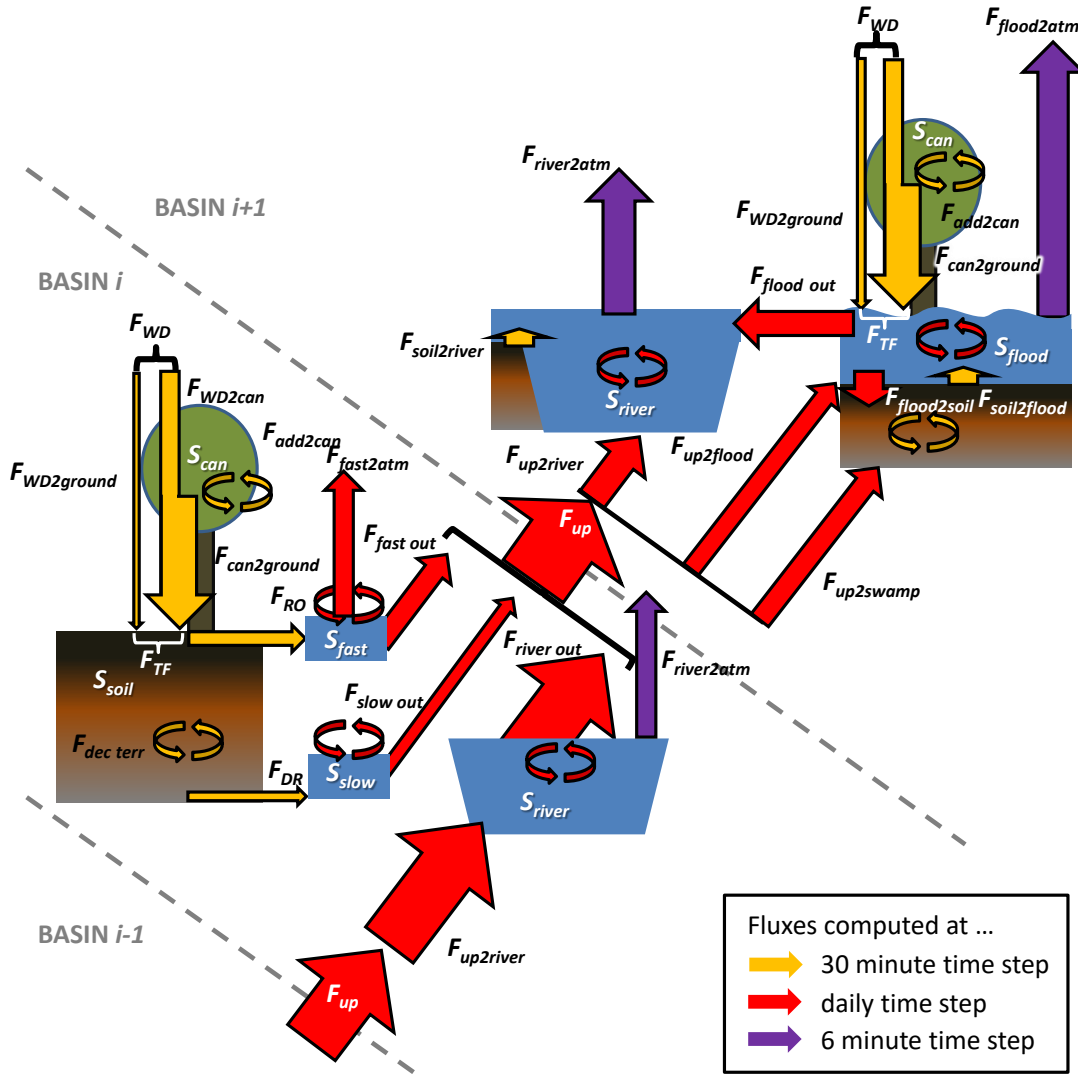 F_WD
F_flood2atm
S_can
F_river2atm
BASIN i+1
F_WD2ground
F_add2can
F_can2ground
BASIN i
F_flood out
F_WD
F_TF
F_soil2river
S_flood
S_river
F_WD2can
F_flood2soil
F_soil2flood
F_add2can
S_can
F_fast2atm
F_up2river
F_up2flood
F_WD2ground
F_up
F_fast out
F_can2ground
F_up2swamp
F_RO
S_fast
F_TF
F_river out
F_river2atm
S_soil
F_slow out
F_dec terr
F_DR
S_slow
S_river
BASIN i-1
F_up2river
F_up
Fluxes computed at ...
30 minute time step
daily time step
6 minute time step